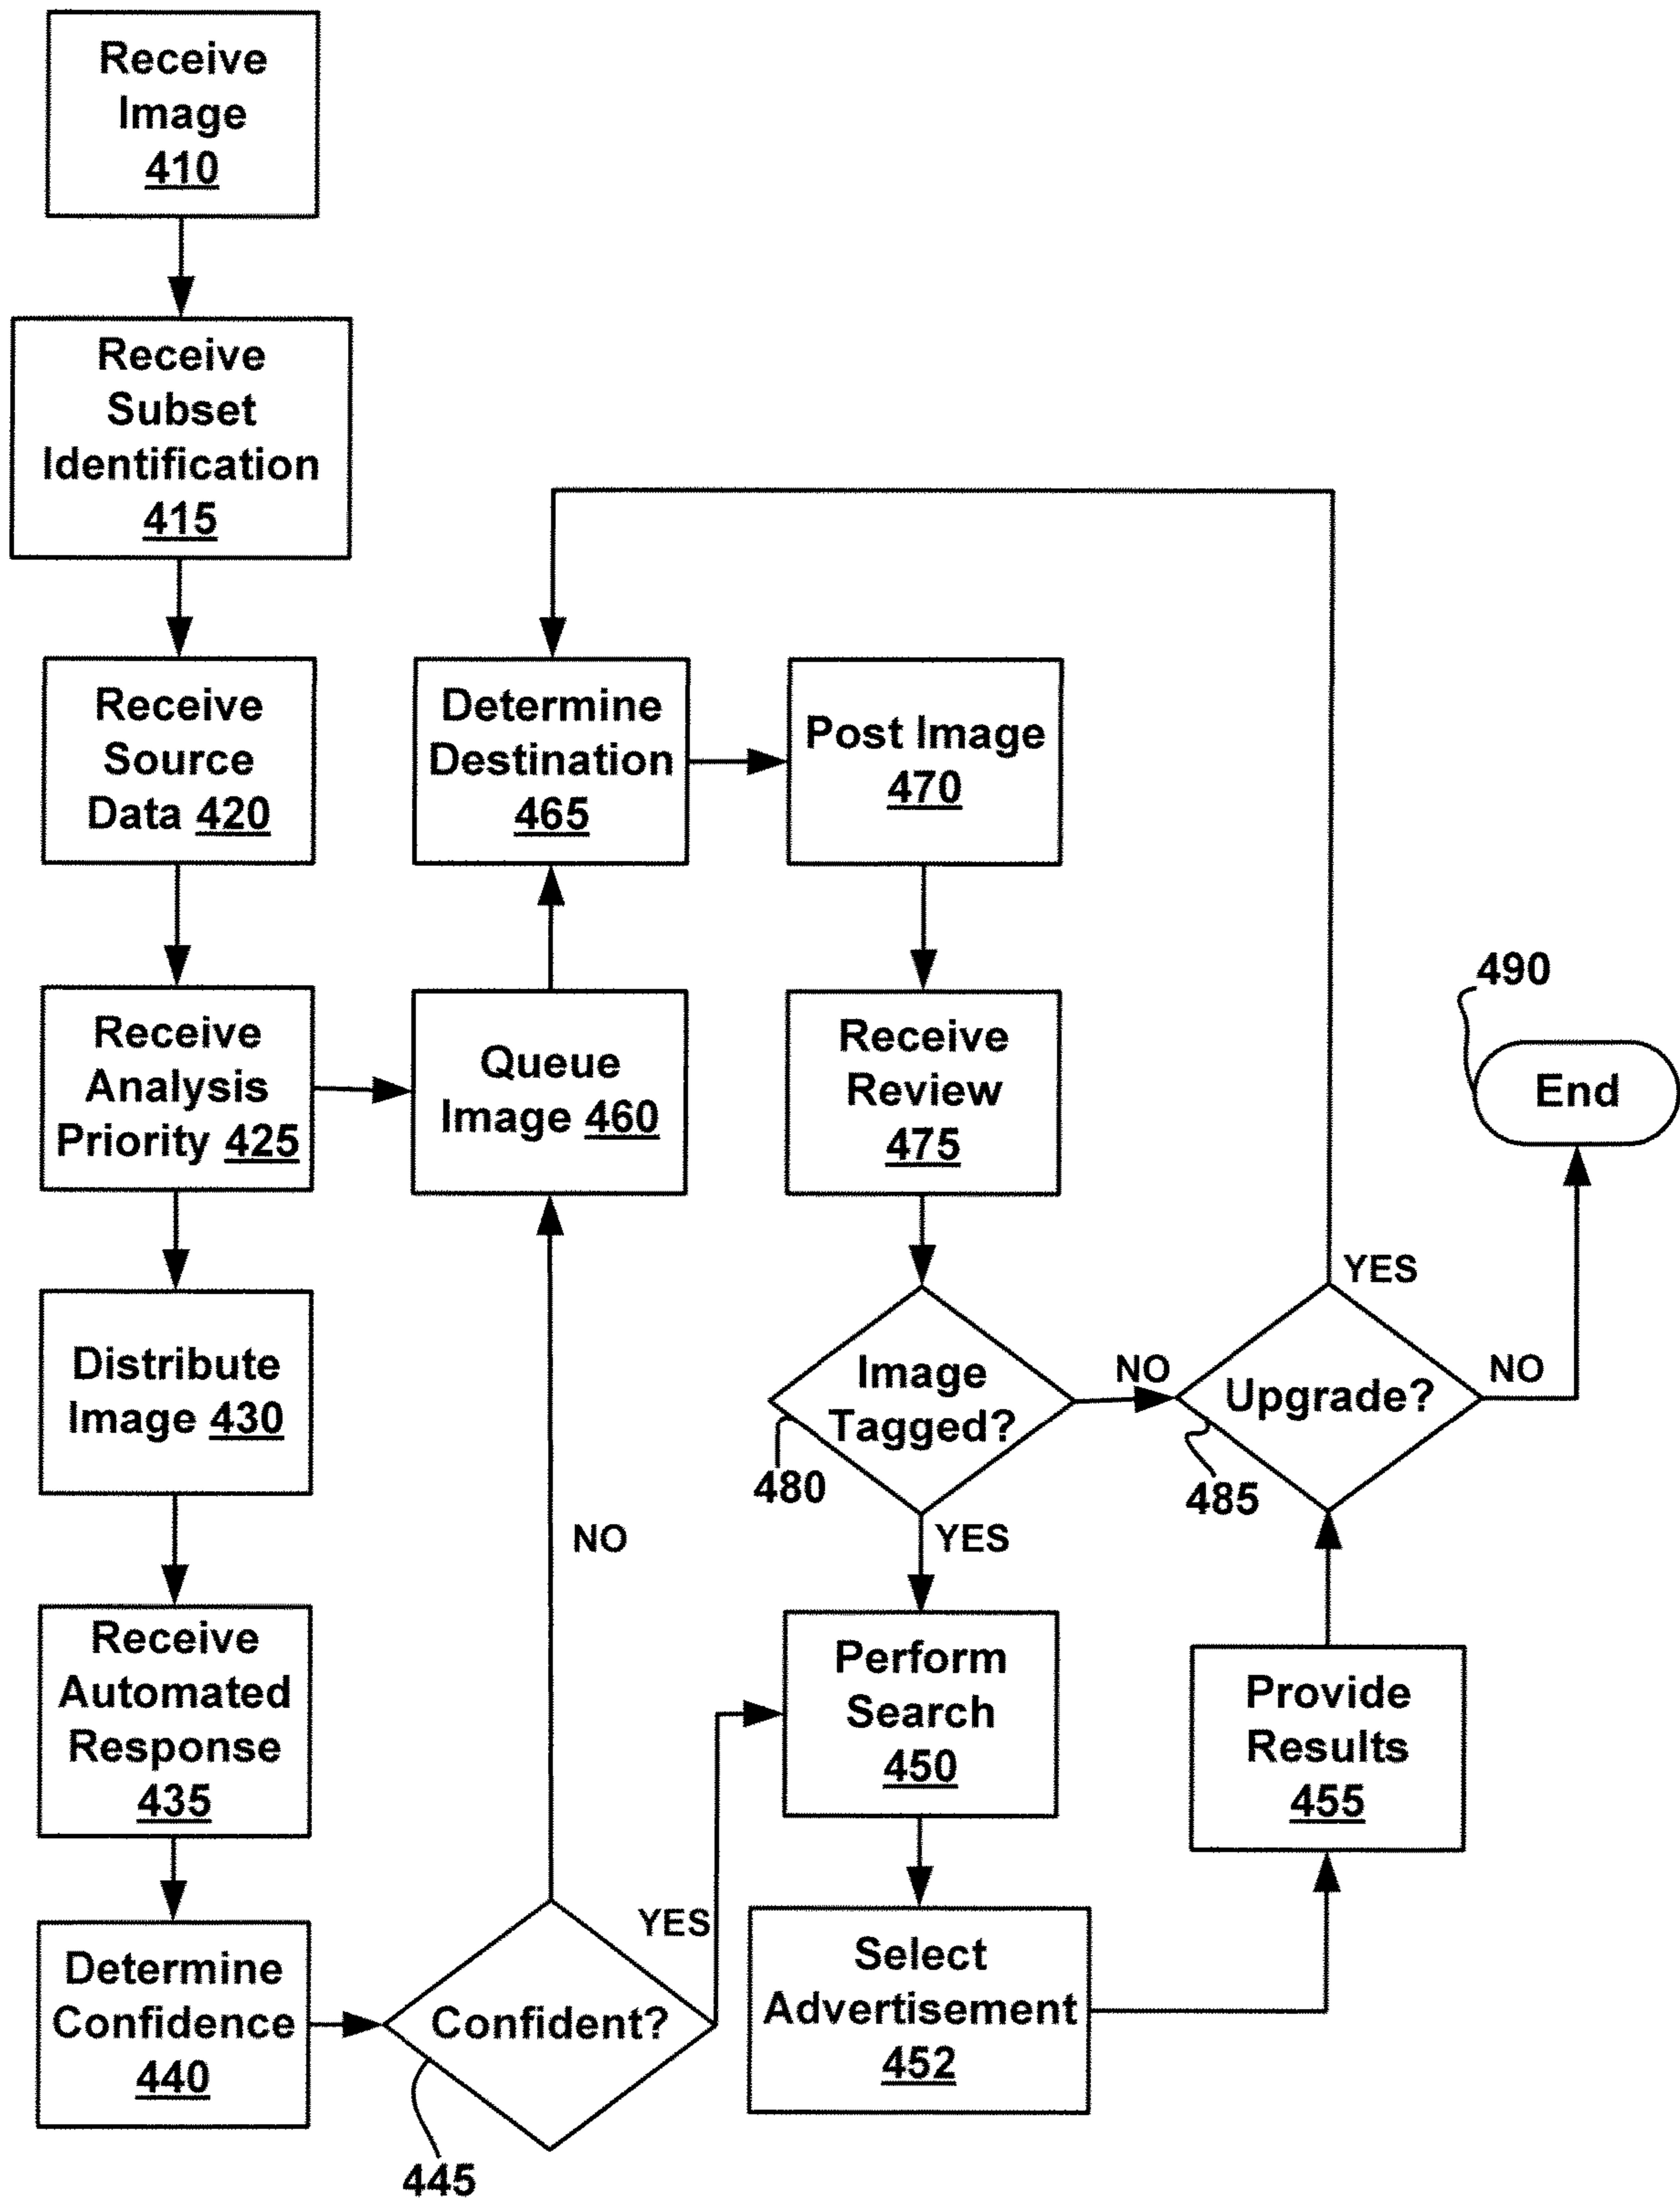 Receive
Image
410
Receive
Subset
Identification
415
Receive
Source
Data 420
Determine
Destination
465
Post Image
470
Receive
Analysis
Priority 425
Queue
Image 460
Receive
Review
475
490
End
Distribute
Image 430
YES
Image
Tagged?
480
NO
Upgrade?
485
NO
NO
YES
Receive
Automated
Response
435
Perform
Search
450
Provide
Results
455
Determine
Confidence
440
Confident?
445
YES
Select
Advertisement
452